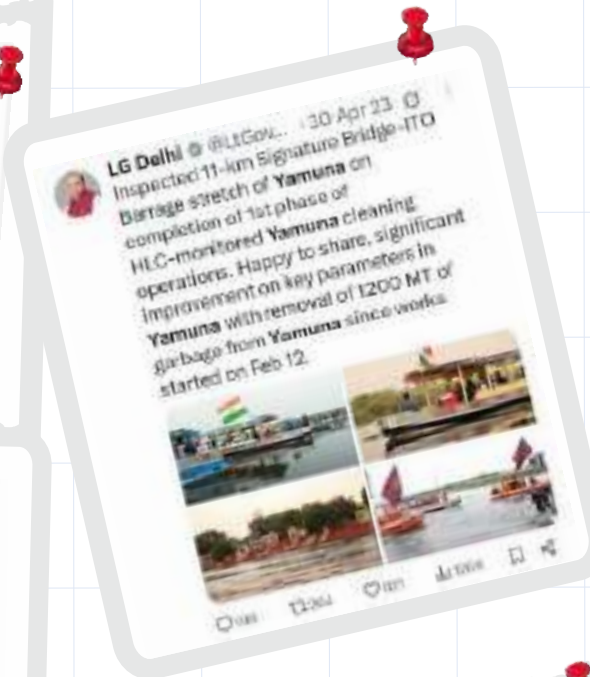 LG Delhi @LtGov... · 30 Apr 23
Inspected 11-km Signature Bridge-ITO
Barrage stretch of Yamuna on
completion of 1st phase of
HLC-monitored Yamuna cleaning
operations. Happy to share, significant
improvement on key parameters in
Yamuna with removal of 1200 MT of
garbage from Yamuna since works
started on Feb 12.